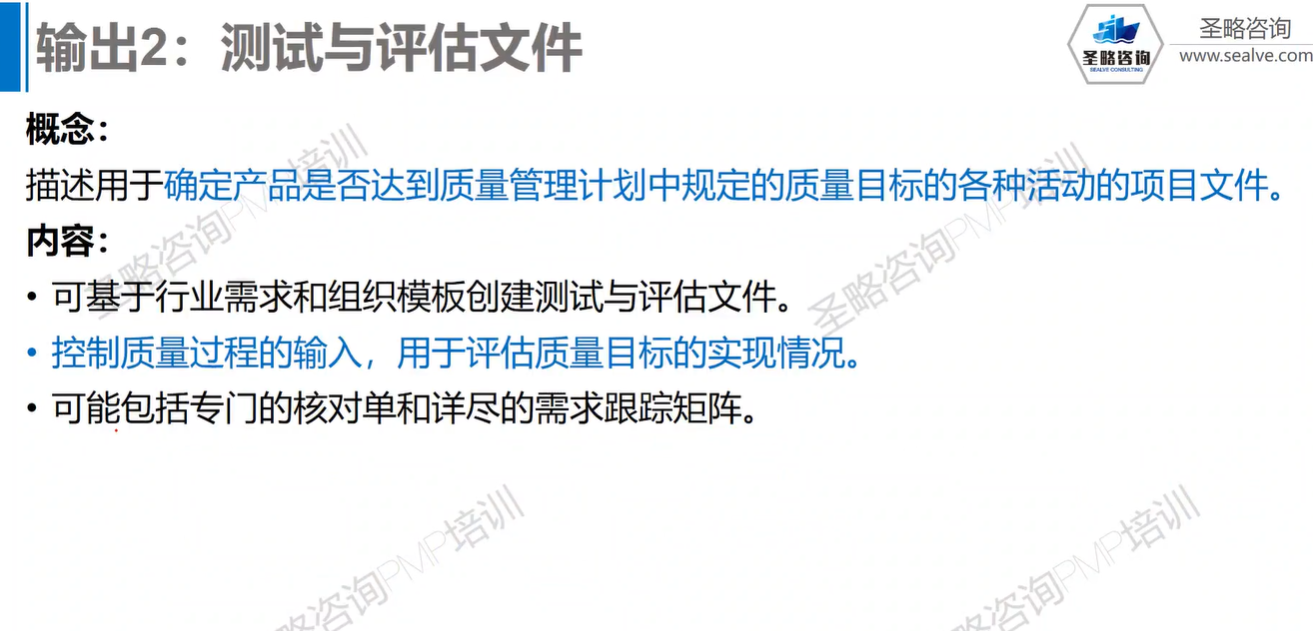 输出2：测试与评估文件
圣略咨询
SEALVE CONSULTING
圣略咨询
www.sealve.com
概念：
描述用于确定产品是否达到质量管理计划中规定的质量目标的各种活动的项目文件。
内容：
• 可基于行业需求和组织模板创建测试与评估文件。
• 控制质量过程的输入，用于评估质量目标的实现情况。
• 可能包括专门的核对单和详尽的需求跟踪矩阵。
圣略咨询PMP培训
圣略咨询PMP培训
圣略咨询PMP培训
圣略咨询PMP培训